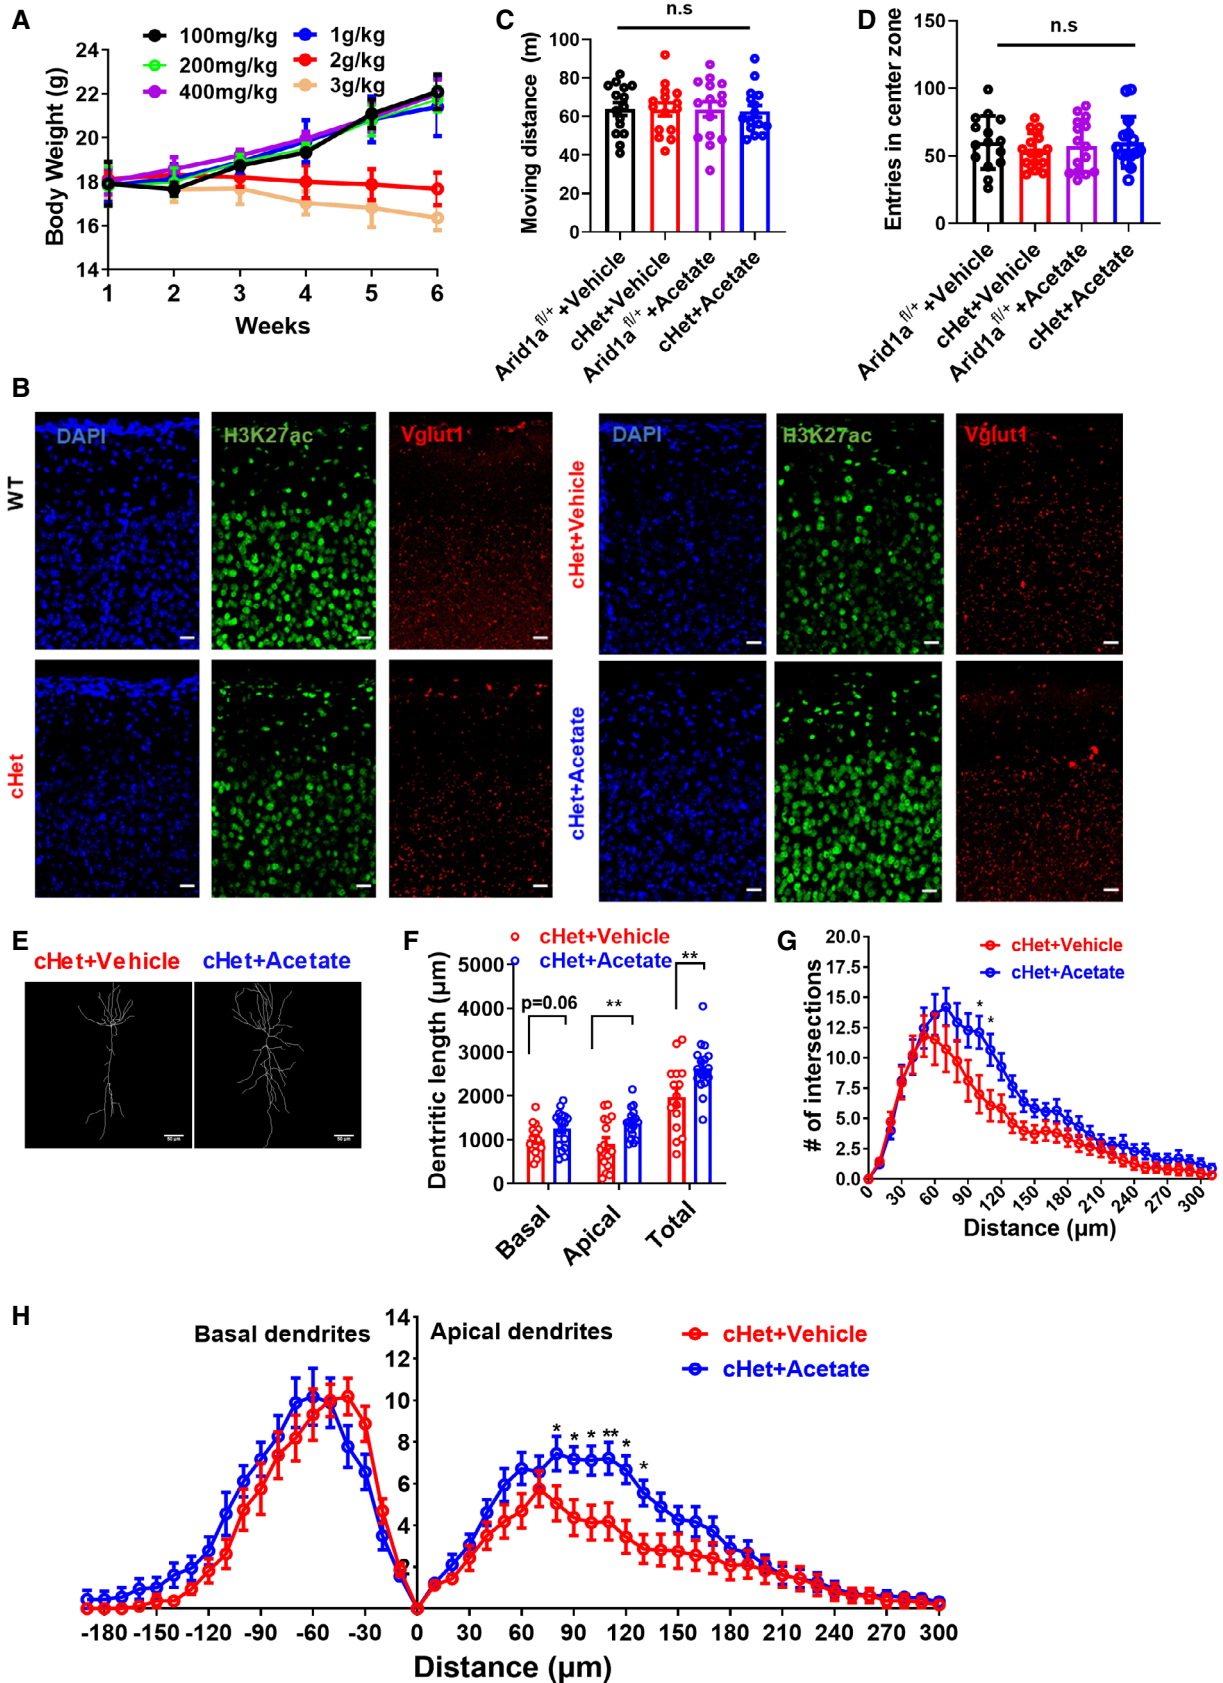 A
100mg/kg
200mg/kg
400mg/kg
1g/kg
2g/kg
3g/kg
Body Weight (g)
24
22
20
18
16
14
1 2 3 4 5 6
Weeks
C
n.s
Moving distance (m)
100
80
60
40
20
0
Arid1a fl/+ +Vehicle
cHet+Vehicle
Arid1a fl/+ +Acetate
cHet+Acetate
D
n.s
Entries in center zone
150
100
50
0
Arid1a fl/+ +Vehicle
cHet+Vehicle
Arid1a fl/+ +Acetate
cHet+Acetate
B
WT
DAPI
H3K27ac
Vglut1
cHet+Vehicle
DAPI
H3K27ac
Vglut1
cHet
cHet+Acetate
E
cHet+Vehicle
cHet+Acetate
50 µm
50 µm
F
cHet+Vehicle
cHet+Acetate
Dentritic length (µm)
5000
4000
3000
2000
1000
0
p=0.06
**
**
Basal
Apical
Total
G
cHet+Vehicle
cHet+Acetate
# of intersections
20.0
17.5
15.0
12.5
10.0
7.5
5.0
2.5
0.0
*
*
0 30 60 90 120 150 180 210 240 270 300
Distance (µm)
H
Basal dendrites
Apical dendrites
cHet+Vehicle
cHet+Acetate
14
12
10
8
6
4
2
* * * ** * *
-180 -150 -120 -90 -60 -30 0 30 60 90 120 150 180 210 240 270 300
Distance (µm)